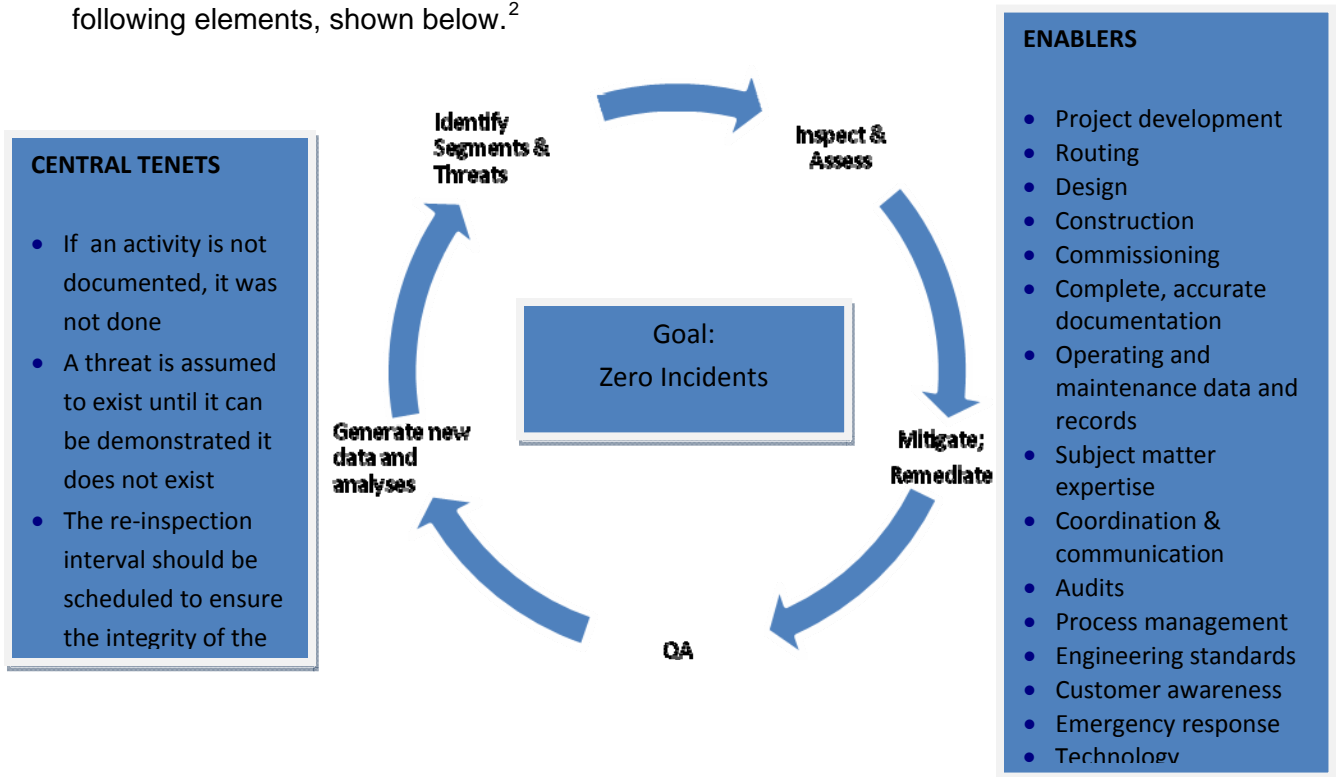 following elements, shown below.2
CENTRAL TENETS
• If an activity is not
documented, it was
not done
• A threat is assumed
to exist until it can
be demonstrated it
does not exist
• The re-inspection
interval should be
scheduled to ensure
the integrity of the
Identify
Segments &
Threats
Inspect &
Assess
Goal:
Zero Incidents
Mitigate;
Remediate
QA
Generate new
data and
analyses
ENABLERS
• Project development
• Routing
• Design
• Construction
• Commissioning
• Complete, accurate
documentation
• Operating and
maintenance data and
records
• Subject matter
expertise
• Coordination &
communication
• Audits
• Process management
• Engineering standards
• Customer awareness
• Emergency response
• Technology